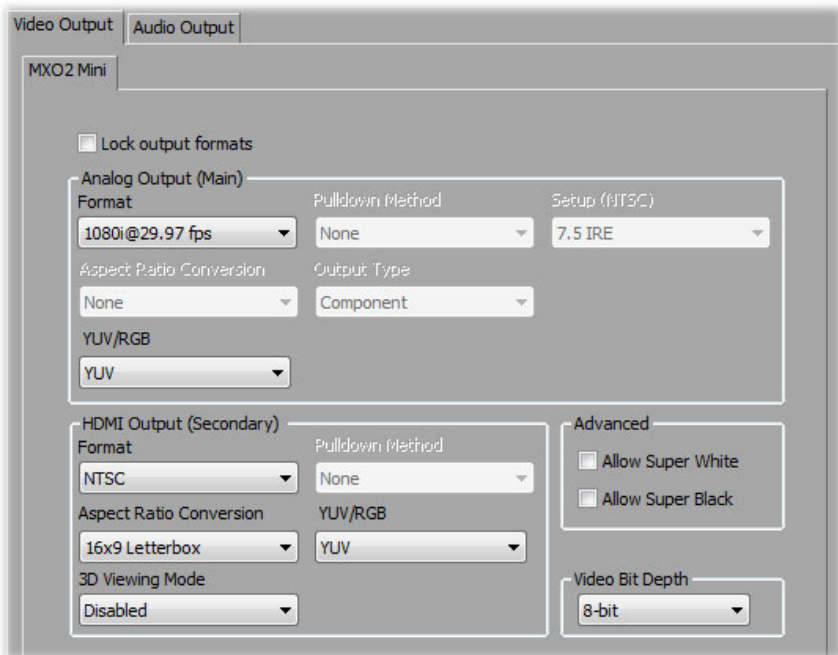 Video Output Audio Output
MXO2 Mini
Lock output formats
Analog Output (Main)
Format Pulldown Method Setup (NTSC)
1080i@29.97 fps None 7.5 IRE
Aspect Ratio Conversion Output Type
None Component
YUV/RGB
YUV
HDMI Output (Secondary)
Format Pulldown Method
NTSC None
Aspect Ratio Conversion YUV/RGB
16x9 Letterbox YUV
3D Viewing Mode
Disabled
Advanced
Allow Super White
Allow Super Black
Video Bit Depth
8-bit